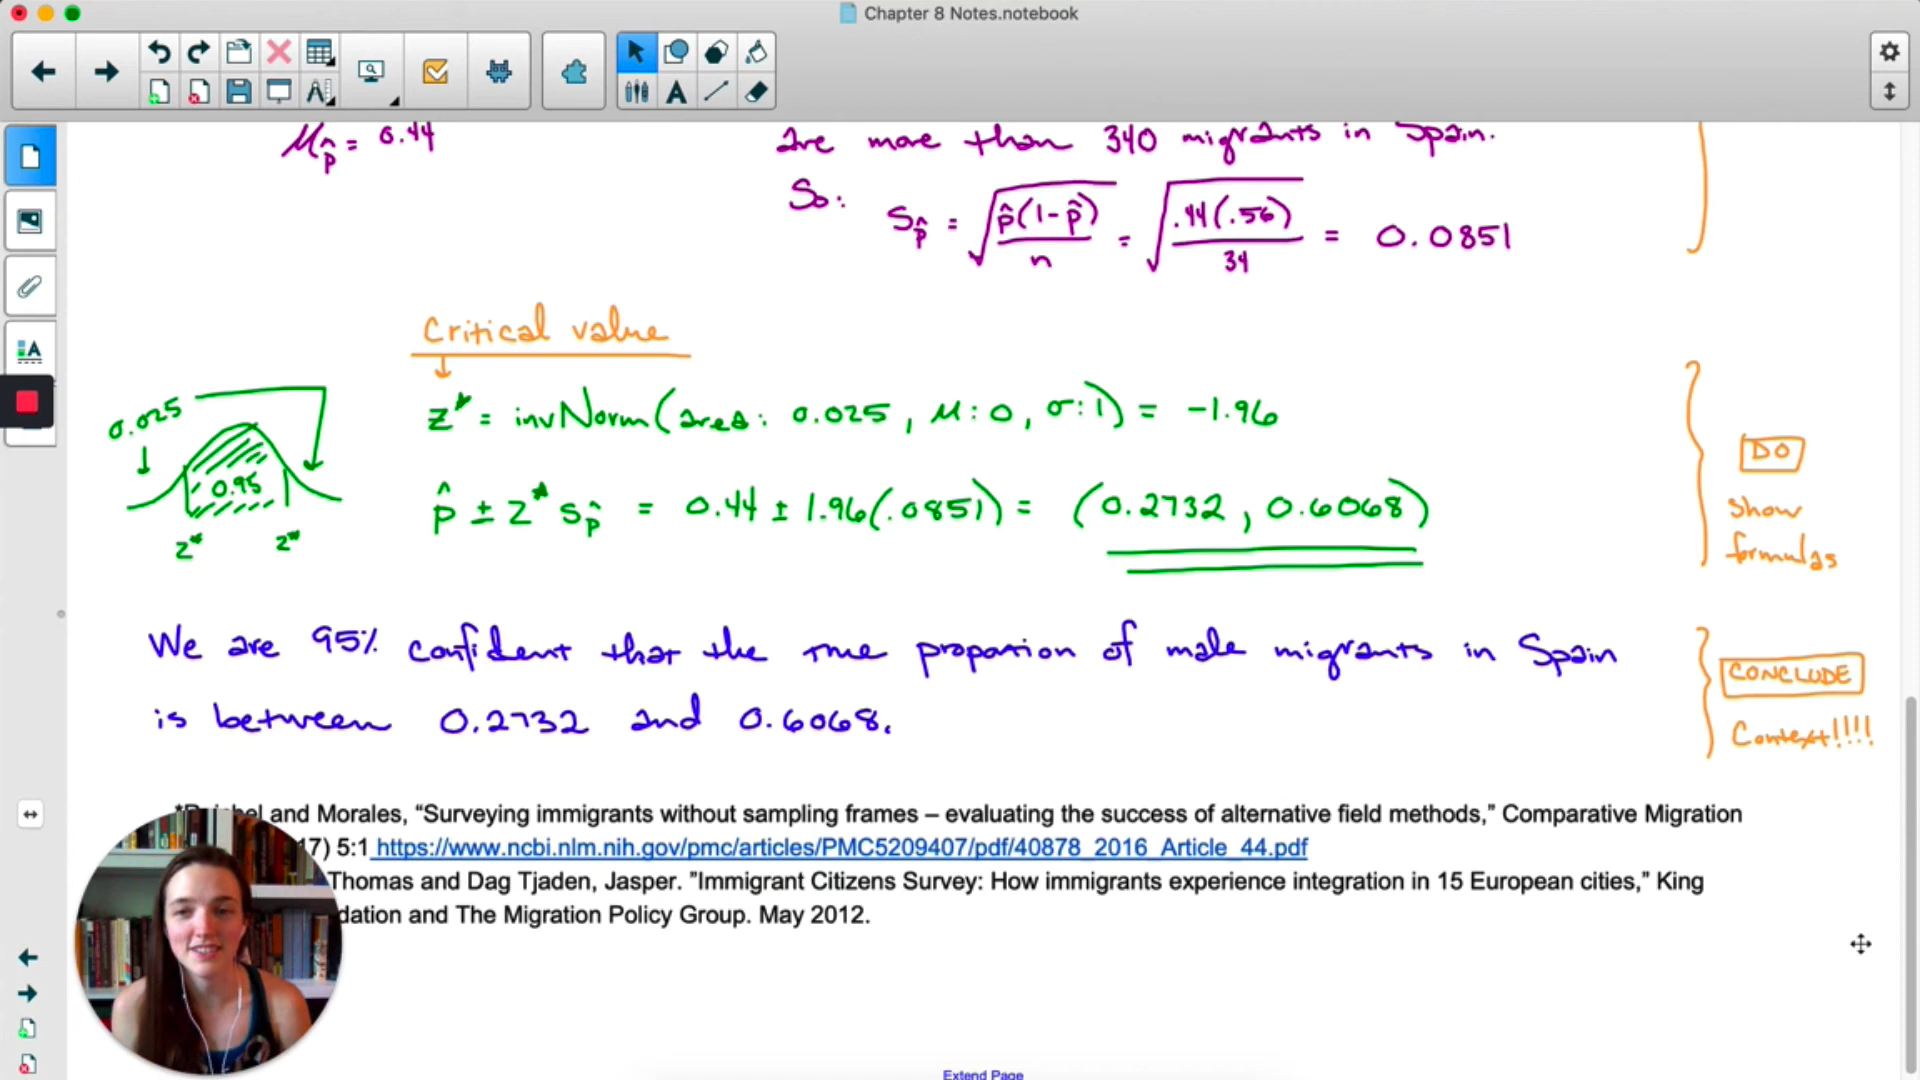 Chapter 8 Notes.notebook
μp̂ = 0.44
are more than 340 migrants in Spain.
So: Sp̂ = √(p̂(1-p̂)/n) = √(.44(.56)/34) = 0.0851
Critical value
0.025
z* = invNorm(area: 0.025, μ:0, σ:1) = -1.96
DO
0.95
p̂ ± z* sp̂ = 0.44 ± 1.96(.0851) = (0.2732, 0.6068)
show
formulas
z* z*
We are 95% confident that the true proportion of male migrants in Spain
is between 0.2732 and 0.6068.
CONCLUDE
Context!!!!
and Morales, “Surveying immigrants without sampling frames – evaluating the success of alternative field methods,” Comparative Migration
17) 5:1 https://www.ncbi.nlm.nih.gov/pmc/articles/PMC5209407/pdf/40878_2016_Article_44.pdf
Thomas and Dag Tjaden, Jasper. "Immigrant Citizens Survey: How immigrants experience integration in 15 European cities,” King
dation and The Migration Policy Group. May 2012.
Extend Page